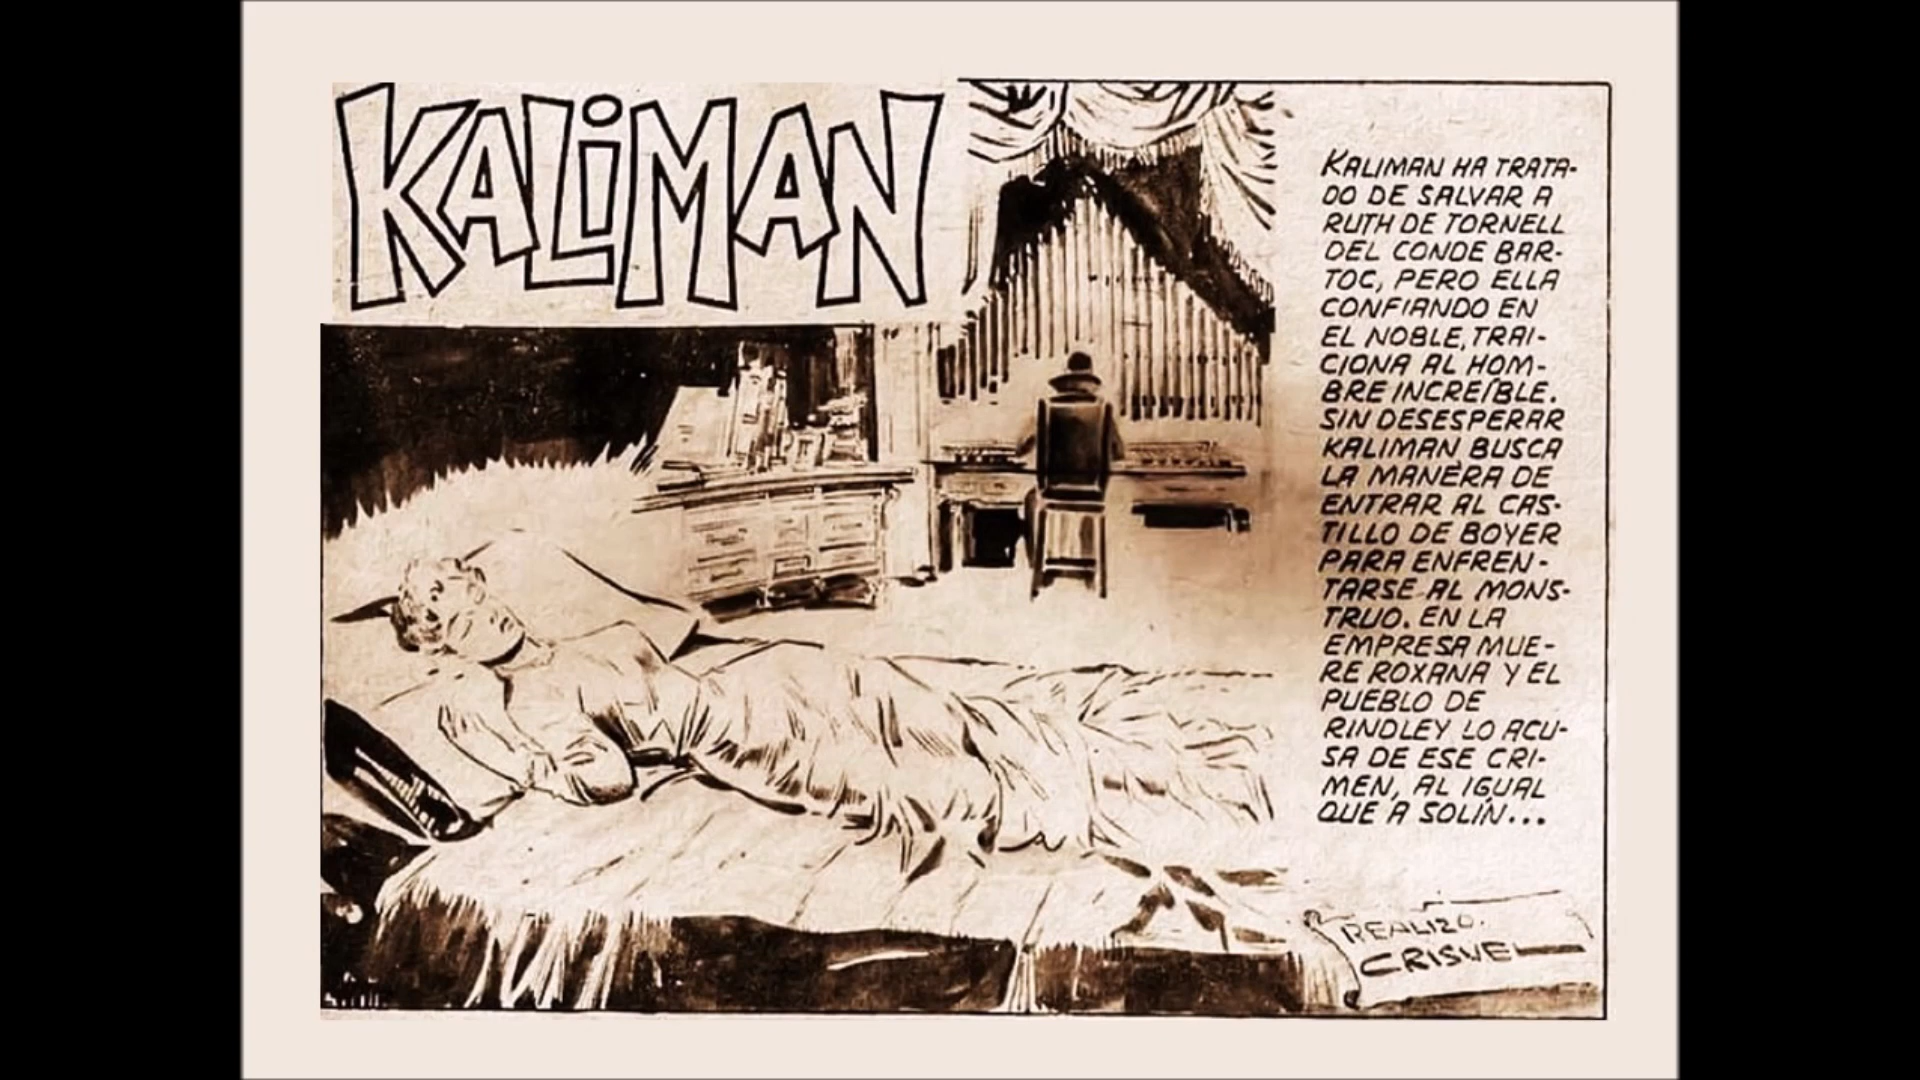 KALIMAN
KALIMAN HA TRATA-
DO DE SALVAR A
RUTH DE TORNELL
DEL CONDE BAR-
TOC, PERO ELLA
CONFIANDO EN
EL NOBLE, TRAI-
CIONA AL HOM-
BRE INCREÍBLE.
SIN DESESPERAR
KALIMAN BUSCA
LA MANERA DE
ENTRAR AL CAS-
TILLO DE BOYER
PARA ENFREN-
TARSE AL MONS-
TRUO. EN LA
EMPRESA MUE-
RE ROXANA Y EL
PUEBLO DE
RINDLEY LO ACU-
SA DE ESE CRI-
MEN, AL IGUAL
QUE A SOLÍN...
REALIZO.
CRISVEL